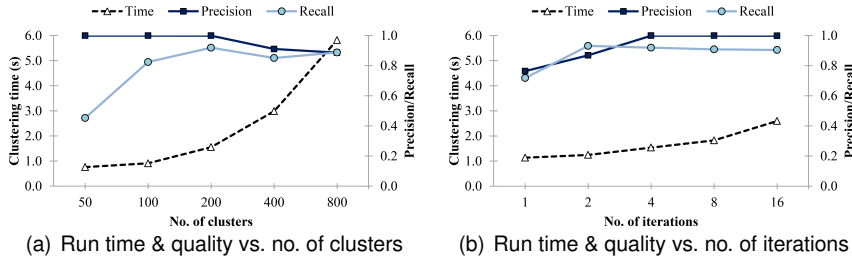 Time Precision Recall
6.0
5.0
4.0
3.0
2.0
1.0
0.0
Clustering time (s)
1.0
0.8
0.6
0.4
0.2
0.0
Precision/Recall
50 100 200 400 800
No. of clusters
(a) Run time & quality vs. no. of clusters
Time Precision Recall
6.0
5.0
4.0
3.0
2.0
1.0
0.0
Clustering time (s)
1.0
0.8
0.6
0.4
0.2
0.0
Precision/Recall
1 2 4 8 16
No. of iterations
(b) Run time & quality vs. no. of iterations